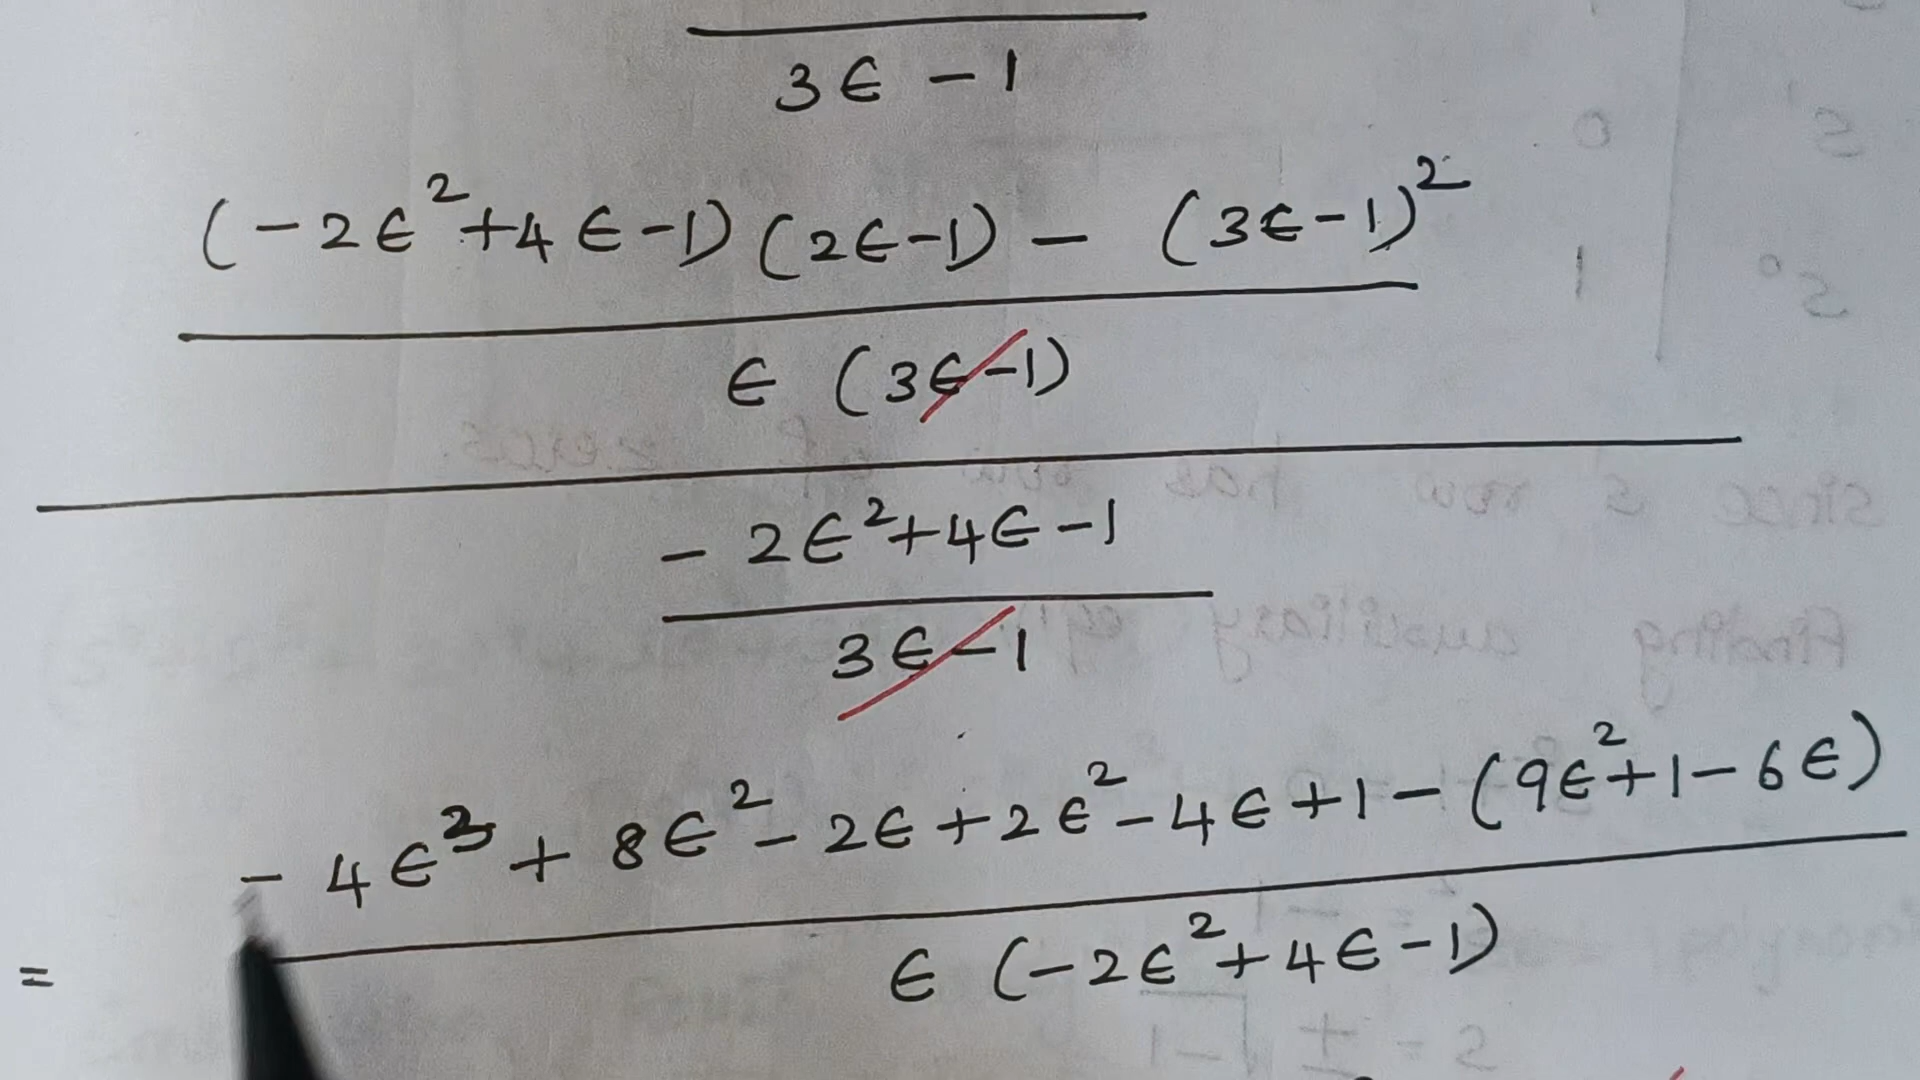 3ϵ - 1
(-2ϵ²+4ϵ-1)(2ϵ-1) - (3ϵ-1)²
ϵ (3ϵ-1)
- 2ϵ²+4ϵ-1
3ϵ-1
- 4ϵ³ + 8ϵ² - 2ϵ + 2ϵ² - 4ϵ + 1 - (9ϵ²+1-6ϵ)
=
ϵ (-2ϵ²+4ϵ-1)